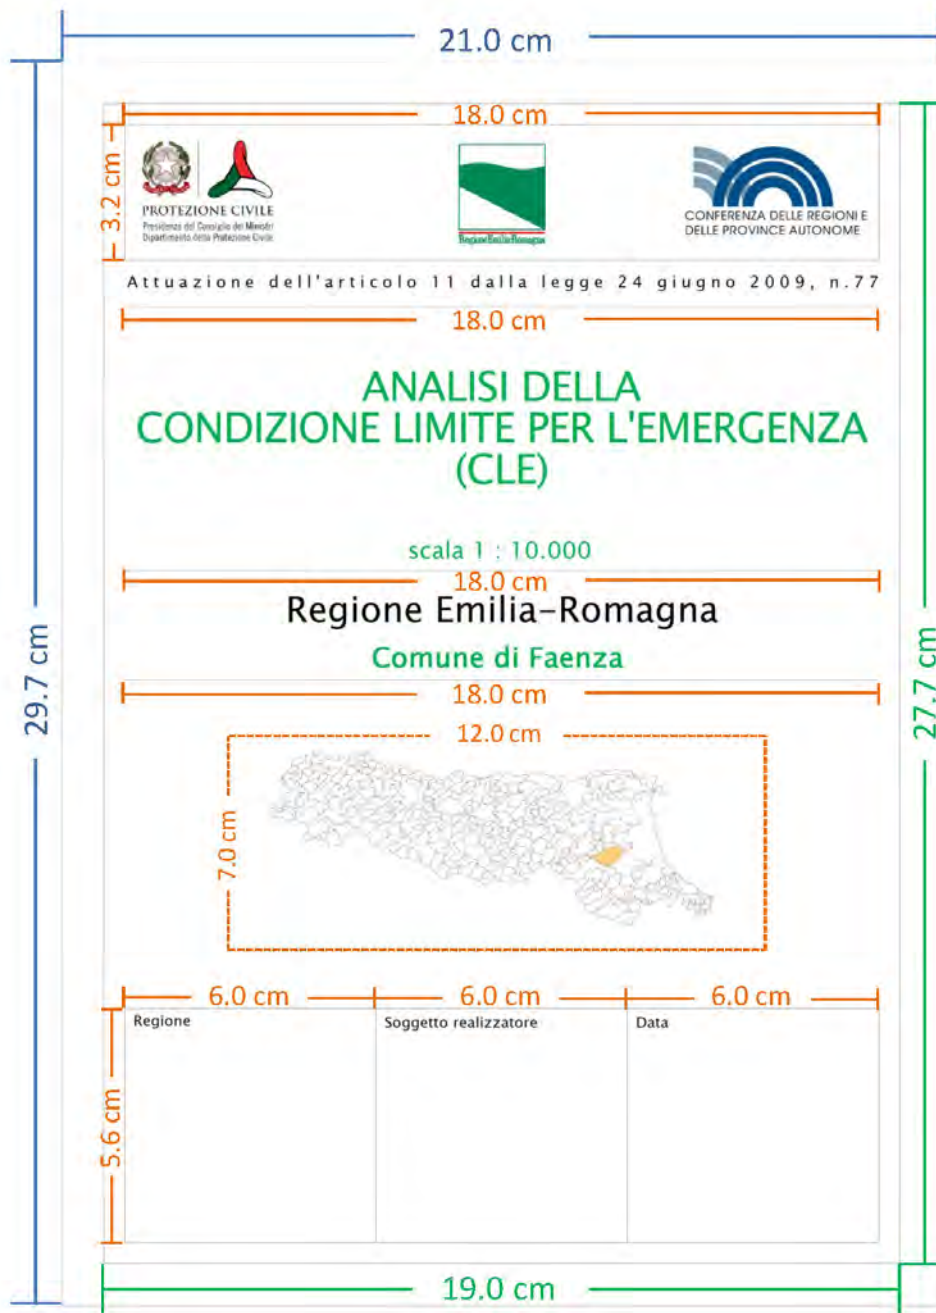 21.0 cm
18.0 cm
3.2 cm
PROTEZIONE CIVILE
Presidenza del Consiglio dei Ministri
Dipartimento della Protezione Civile
RegioneEmiliaRomagna
CONFERENZA DELLE REGIONI E
DELLE PROVINCE AUTONOME
Attuazione dell'articolo 11 dalla legge 24 giugno 2009, n.77
18.0 cm
ANALISI DELLA
CONDIZIONE LIMITE PER L'EMERGENZA
(CLE)
scala 1 : 10.000
18.0 cm
Regione Emilia-Romagna
Comune di Faenza
29.7 cm
27.7 cm
18.0 cm
12.0 cm
7.0 cm
6.0 cm
6.0 cm
6.0 cm
Regione
Soggetto realizzatore
Data
5.6 cm
19.0 cm